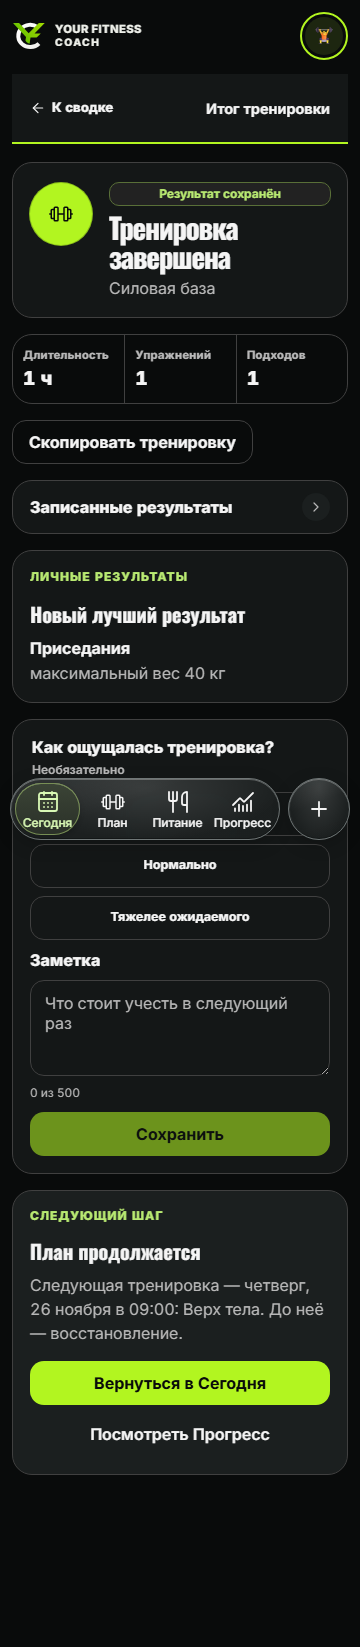 YOUR FITNESS
COACH
К сводке
Итог тренировки
Результат сохранён
Тренировка
завершена
Силовая база
Длительность
1 ч
Упражнений
1
Подходов
1
Скопировать тренировку
Записанные результаты
ЛИЧНЫЕ РЕЗУЛЬТАТЫ
Новый лучший результат
Приседания
максимальный вес 40 кг
Как ощущалась тренировка?
Необязательно
Сегодня
План
Питание
Прогресс
Нормально
Тяжелее ожидаемого
Заметка
Что стоит учесть в следующий
раз
0 из 500
Сохранить
СЛЕДУЮЩИЙ ШАГ
План продолжается
Следующая тренировка — четверг,
26 ноября в 09:00: Верх тела. До неё
— восстановление.
Вернуться в Сегодня
Посмотреть Прогресс